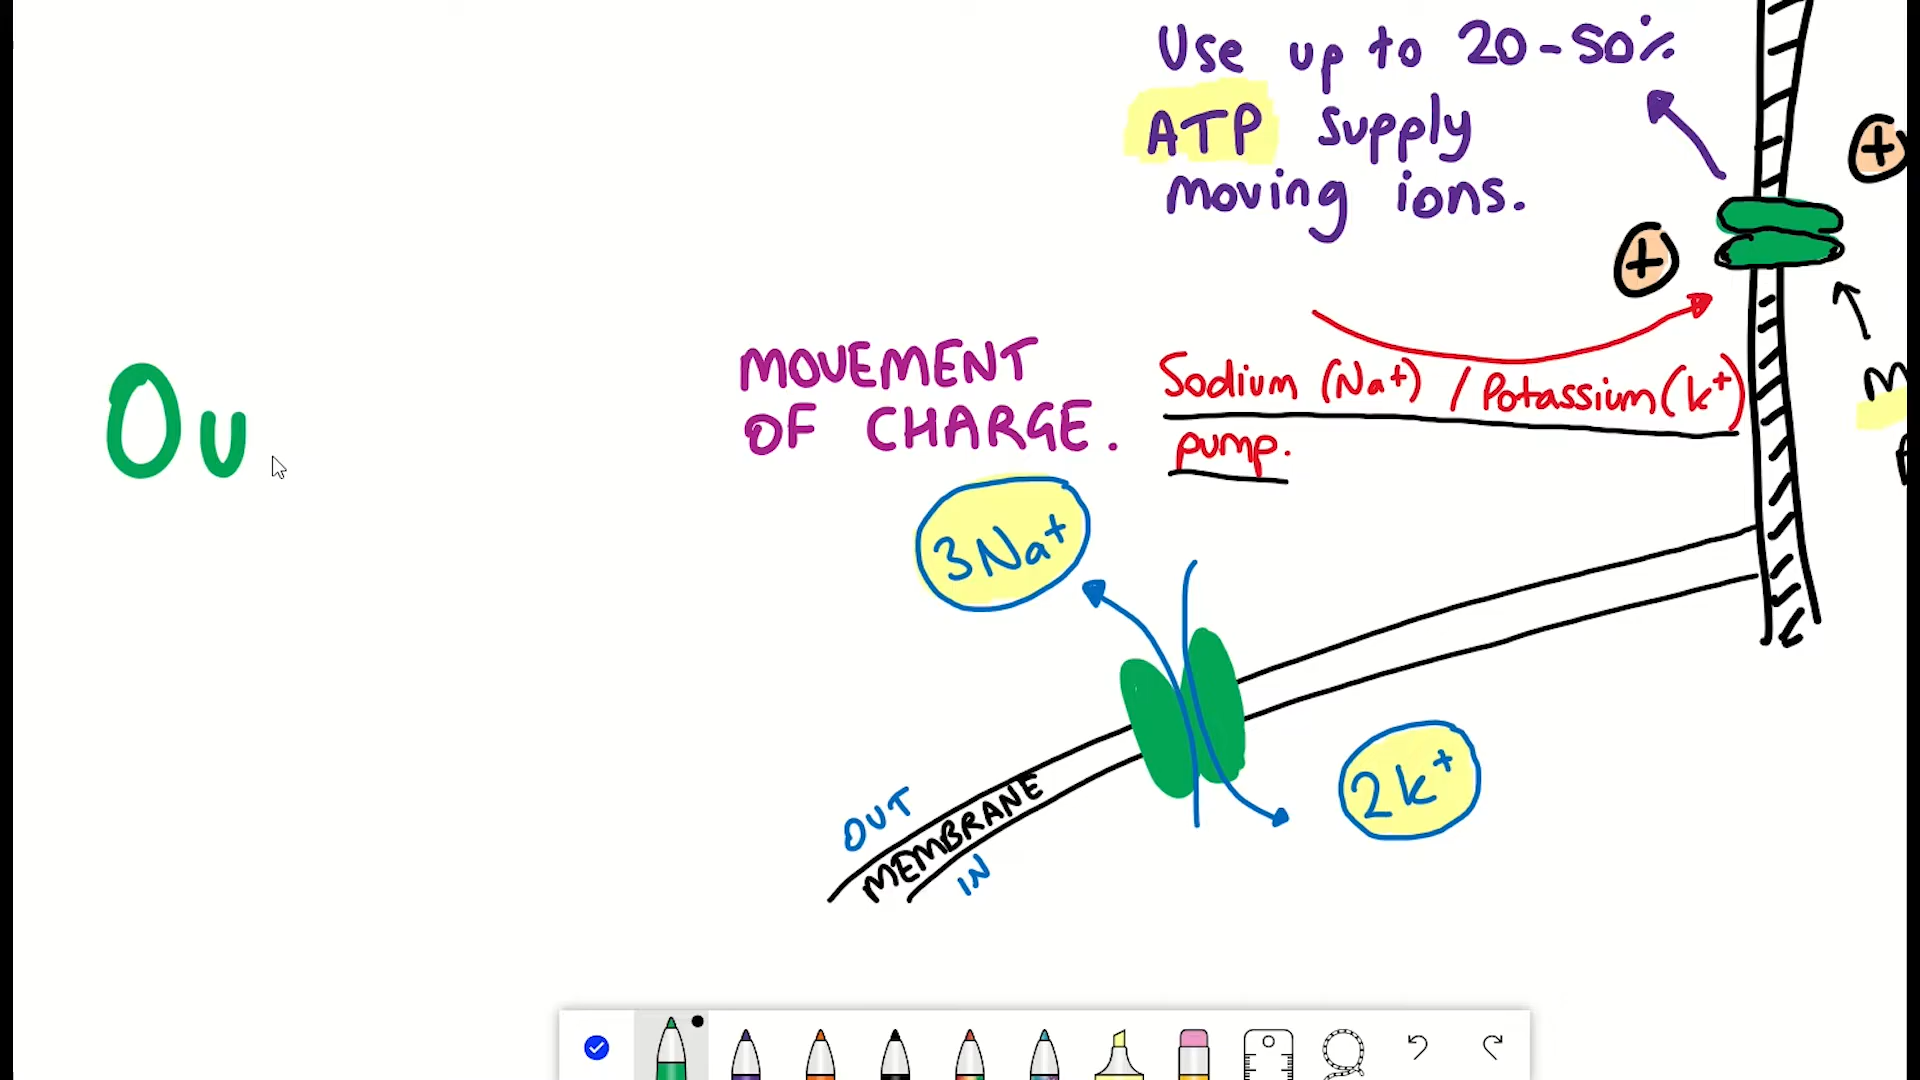 Use up to 20-50%
ATP supply
moving ions.
+
+
MOVEMENT
OF CHARGE.
Sodium (Na+) / Potassium (k+)
pump.
Ou
3Na+
2k+
OUT
MEMBRANE
IN